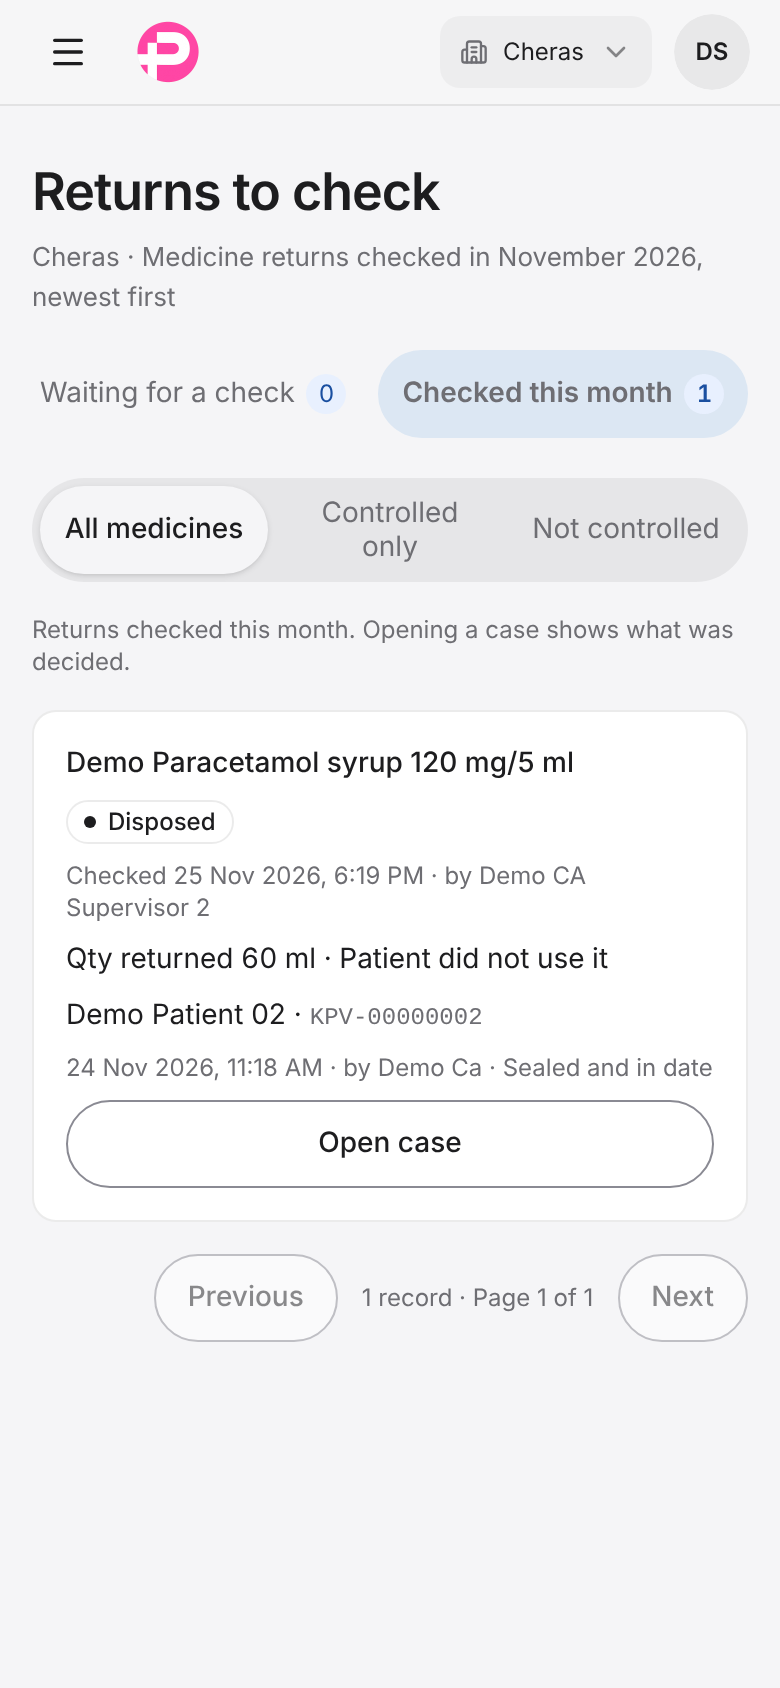 Cheras
DS
Returns to check
Cheras · Medicine returns checked in November 2026,
newest first
Waiting for a check 0
Checked this month 1
All medicines
Controlled
only
Not controlled
Returns checked this month. Opening a case shows what was
decided.
Demo Paracetamol syrup 120 mg/5 ml
Disposed
Checked 25 Nov 2026, 6:19 PM · by Demo CA
Supervisor 2
Qty returned 60 ml · Patient did not use it
Demo Patient 02 · KPV-00000002
24 Nov 2026, 11:18 AM · by Demo Ca · Sealed and in date
Open case
Previous
1 record · Page 1 of 1
Next